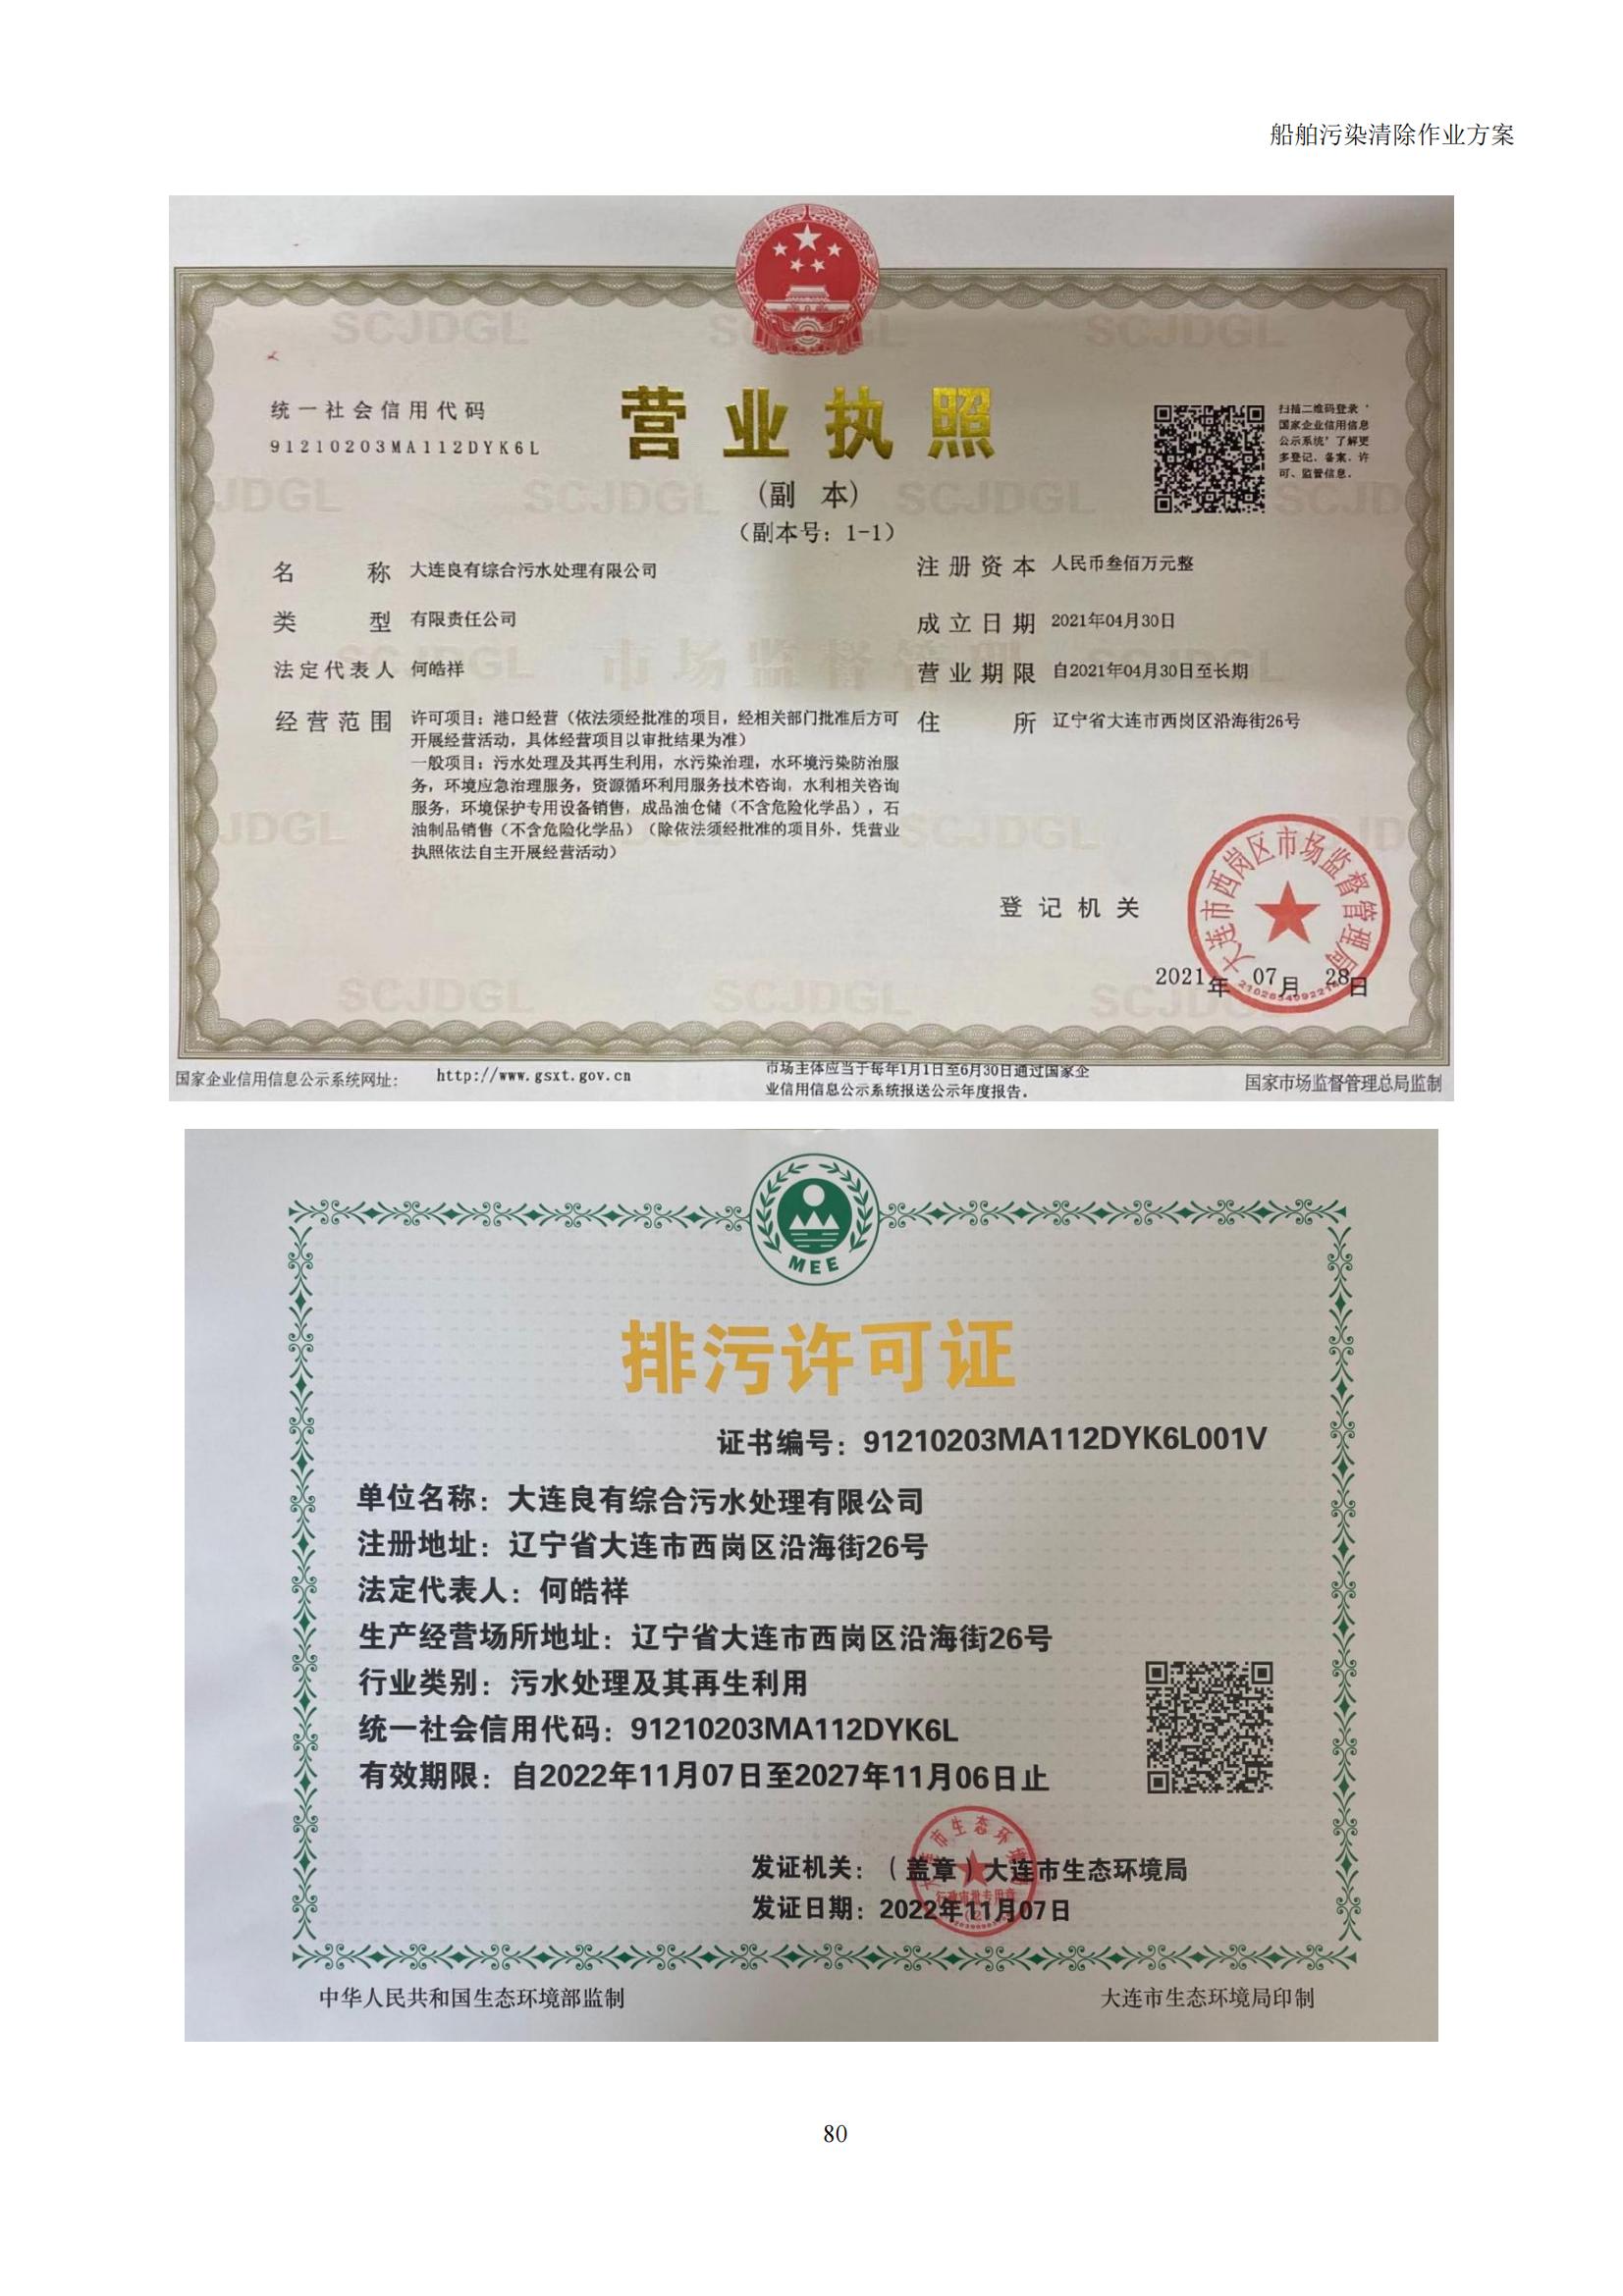 船舶污染清除作业方案
统一社会信用代码
91210203MA112DYK6L
营业执照
(副 本)
(副本号: 1-1)
扫描二维码登录'
国家企业信用信息
公示系统'了解更
多登记、备案、许
可、监管信息.
名 称 大连良有综合污水处理有限公司
类 型 有限责任公司
法定代表人 何皓祥
经营范围 许可项目:港口经营(依法须经批准的项目,经相关部门批准后方可
开展经营活动,具体经营项目以审批结果为准)
一般项目:污水处理及其再生利用,水污染治理,水环境污染防治服
务,环境应急治理服务,资源循环利用服务技术咨询,水利相关咨询
服务,环境保护专用设备销售,成品油仓储(不含危险化学品),石
油制品销售(不含危险化学品)(除依法须经批准的项目外,凭营业
执照依法自主开展经营活动)
注册资本 人民币叁佰万元整
成立日期 2021年04月30日
营业期限 自2021年04月30日至长期
住 所 辽宁省大连市西岗区沿海街26号
登记机关
大连市西岗区市场监督管理局
2021年 07月 28日
国家企业信用信息公示系统网址: http://www.gsxt.gov.cn
市场主体应当于每年1月1日至6月30日通过国家企
业信用信息公示系统报送公示年度报告.
国家市场监督管理总局监制
MEE
排污许可证
证书编号: 91210203MA112DYK6L001V
单位名称: 大连良有综合污水处理有限公司
注册地址: 辽宁省大连市西岗区沿海街26号
法定代表人: 何皓祥
生产经营场所地址: 辽宁省大连市西岗区沿海街26号
行业类别: 污水处理及其再生利用
统一社会信用代码: 91210203MA112DYK6L
有效期限: 自2022年11月07日至2027年11月06日止
发证机关: (盖章) 大连市生态环境局
发证日期: 2022年11月07日
中华人民共和国生态环境部监制
大连市生态环境局印制
80